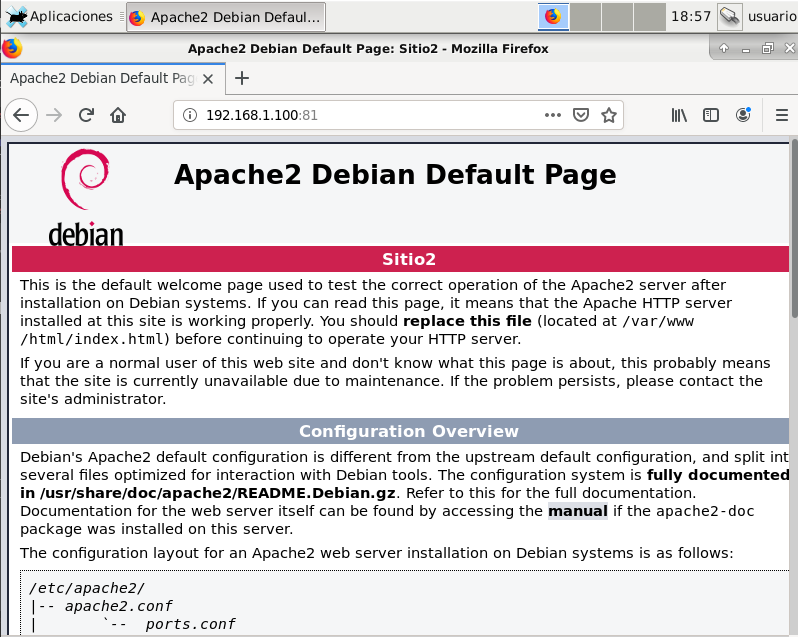 Aplicaciones
Apache2 Debian Defaul...
18:57
usuario
Apache2 Debian Default Page: Sitio2 - Mozilla Firefox
Apache2 Debian Default Pag
192.168.1.100:81
debian
Apache2 Debian Default Page
Sitio2
This is the default welcome page used to test the correct operation of the Apache2 server after
installation on Debian systems. If you can read this page, it means that the Apache HTTP server
installed at this site is working properly. You should replace this file (located at /var/www
/html/index.html) before continuing to operate your HTTP server.
If you are a normal user of this web site and don't know what this page is about, this probably means
that the site is currently unavailable due to maintenance. If the problem persists, please contact the
site's administrator.
Configuration Overview
Debian's Apache2 default configuration is different from the upstream default configuration, and split int
several files optimized for interaction with Debian tools. The configuration system is fully documented
in /usr/share/doc/apache2/README.Debian.gz. Refer to this for the full documentation.
Documentation for the web server itself can be found by accessing the manual if the apache2-doc
package was installed on this server.
The configuration layout for an Apache2 web server installation on Debian systems is as follows:
/etc/apache2/
|-- apache2.conf
|       `--  ports.conf